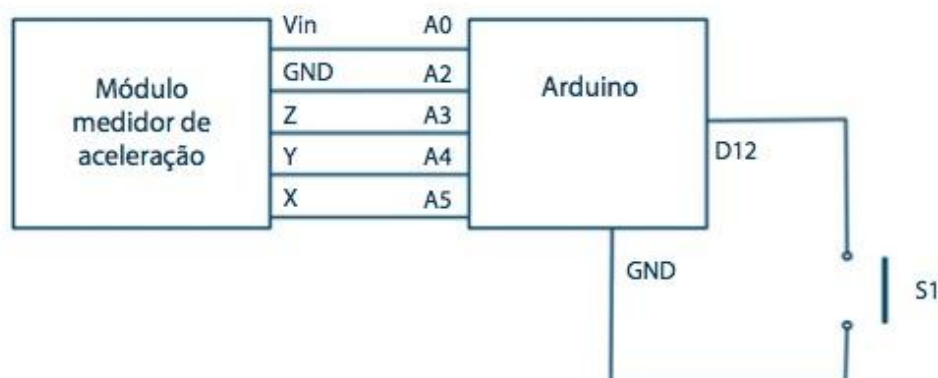 Módulo
medidor de
aceleração
Vin
GND
Z
Y
X
A0
A2
A3
A4
A5
Arduino
D12
GND
S1